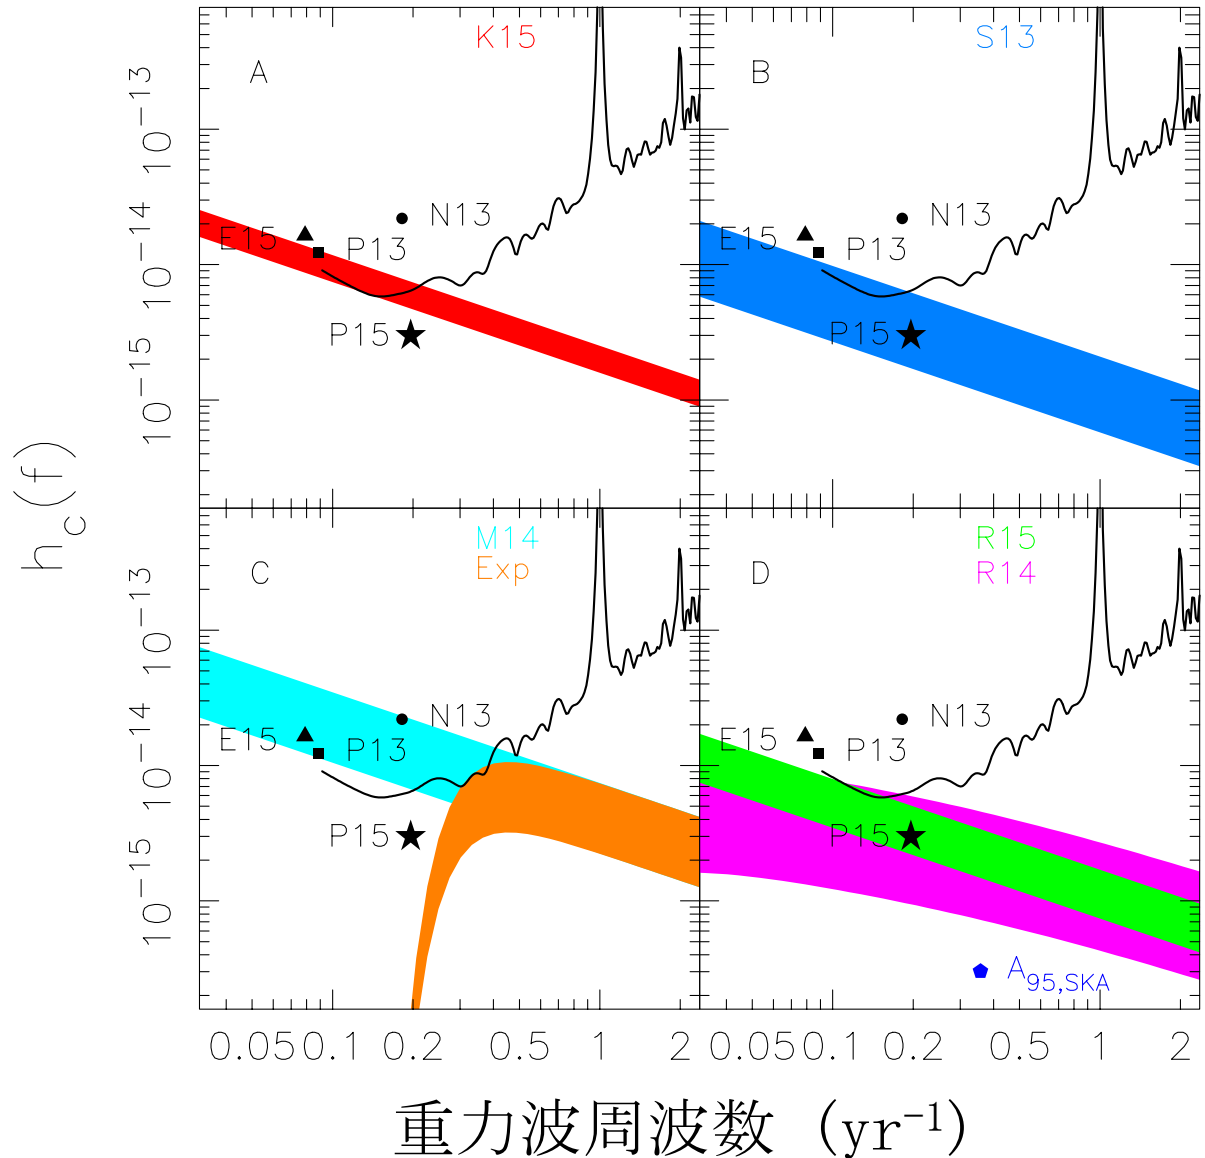 K15
A
10⁻¹³
N13
E15
P13
10⁻¹⁴
P15
10⁻¹⁵
S13
B
N13
E15
P13
P15
h_c(f)
M14
Exp
C
10⁻¹³
N13
E15
P13
10⁻¹⁴
P15
10⁻¹⁵
R15
R14
D
N13
E15
P13
P15
A_95,SKA
0.05 0.1 0.2 0.5 1 2
0.05 0.1 0.2 0.5 1 2
重力波周波数 (yr⁻¹)